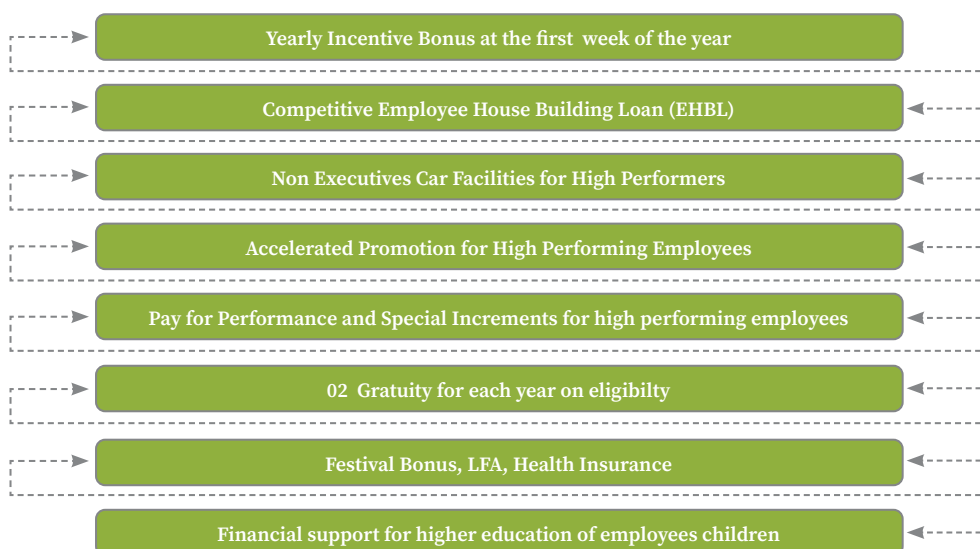 Yearly Incentive Bonus at the first week of the year
Competitive Employee House Building Loan (EHBL)
Non Executives Car Facilities for High Performers
Accelerated Promotion for High Performing Employees
Pay for Performance and Special Increments for high performing employees
02 Gratuity for each year on eligibilty
Festival Bonus, LFA, Health Insurance
Financial support for higher education of employees children